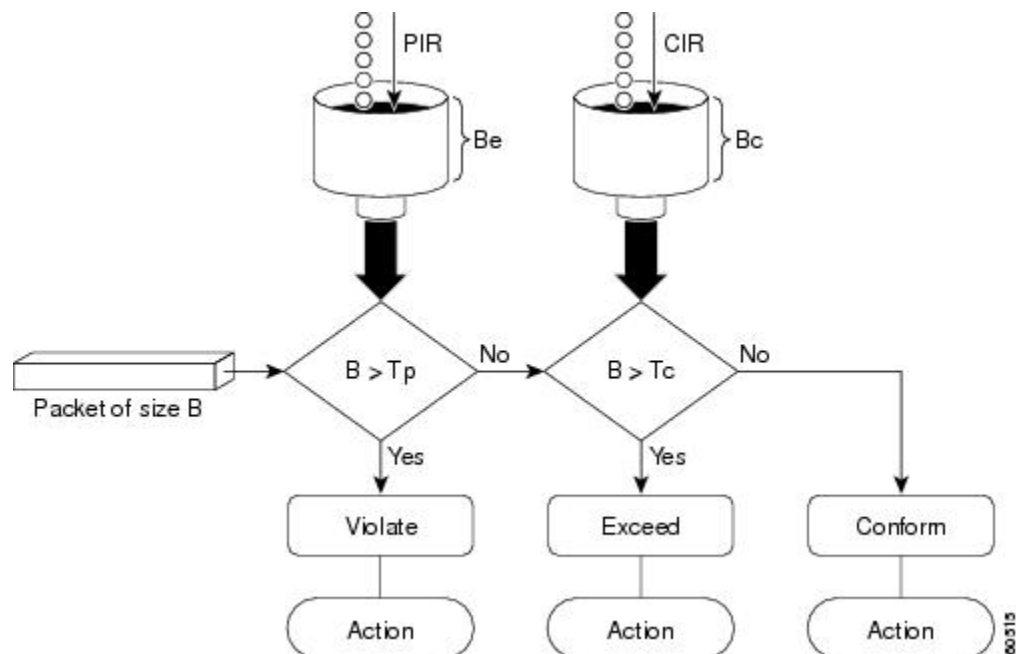 PIR
CIR
Be
Bc
B > Tp
No
B > Tc
No
Packet of size B
Yes
Yes
Violate
Exceed
Conform
Action
Action
Action
60515